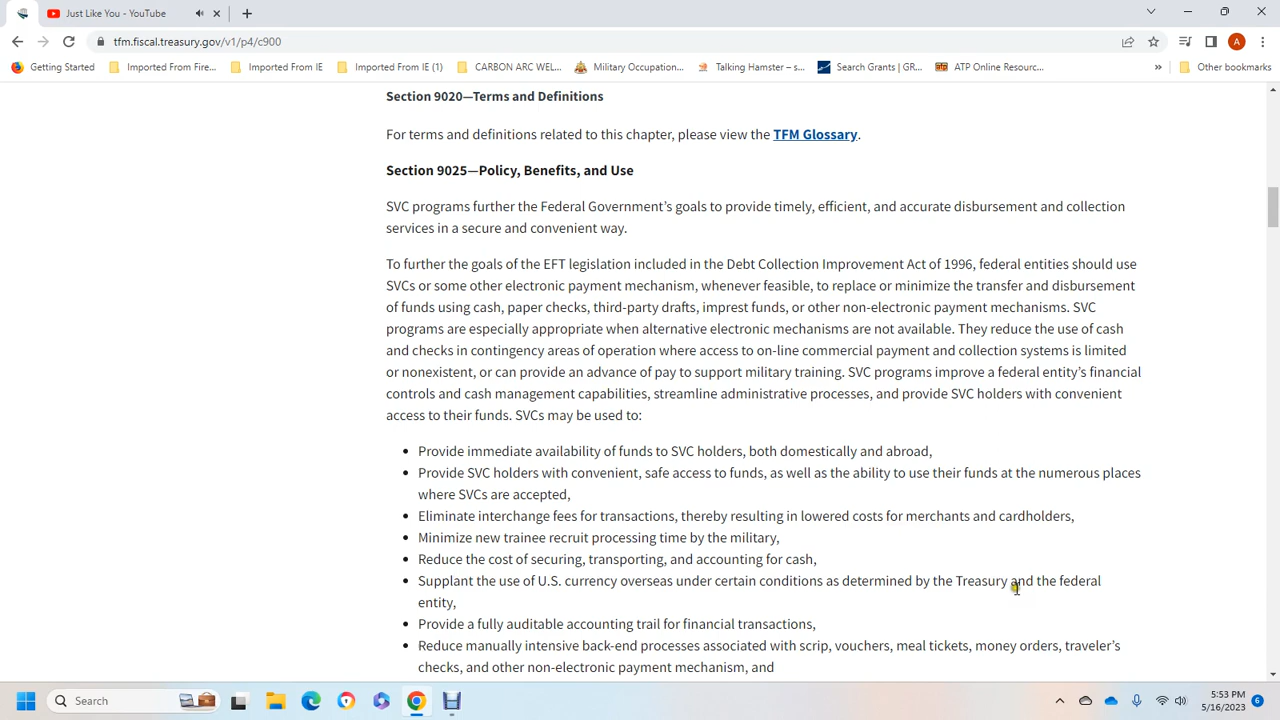 Just Like You - YouTube
tfm.fiscal.treasury.gov/v1/p4/c900
A
Getting Started
Imported From Fire...
Imported From IE
Imported From IE (1)
CARBON ARC WEL...
Military Occupation...
Talking Hamster – s...
Search Grants | GR...
ATP Online Resourc...
»
Other bookmarks
Section 9020—Terms and Definitions
For terms and definitions related to this chapter, please view the TFM Glossary.
Section 9025—Policy, Benefits, and Use
SVC programs further the Federal Government's goals to provide timely, efficient, and accurate disbursement and collection
services in a secure and convenient way.
To further the goals of the EFT legislation included in the Debt Collection Improvement Act of 1996, federal entities should use
SVCs or some other electronic payment mechanism, whenever feasible, to replace or minimize the transfer and disbursement
of funds using cash, paper checks, third-party drafts, imprest funds, or other non-electronic payment mechanisms. SVC
programs are especially appropriate when alternative electronic mechanisms are not available. They reduce the use of cash
and checks in contingency areas of operation where access to on-line commercial payment and collection systems is limited
or nonexistent, or can provide an advance of pay to support military training. SVC programs improve a federal entity's financial
controls and cash management capabilities, streamline administrative processes, and provide SVC holders with convenient
access to their funds. SVCs may be used to:
• Provide immediate availability of funds to SVC holders, both domestically and abroad,
• Provide SVC holders with convenient, safe access to funds, as well as the ability to use their funds at the numerous places
where SVCs are accepted,
• Eliminate interchange fees for transactions, thereby resulting in lowered costs for merchants and cardholders,
• Minimize new trainee recruit processing time by the military,
• Reduce the cost of securing, transporting, and accounting for cash,
• Supplant the use of U.S. currency overseas under certain conditions as determined by the Treasury and the federal
entity,
• Provide a fully auditable accounting trail for financial transactions,
• Reduce manually intensive back-end processes associated with scrip, vouchers, meal tickets, money orders, traveler's
checks, and other non-electronic payment mechanism, and
Search
5:53 PM
5/16/2023
6